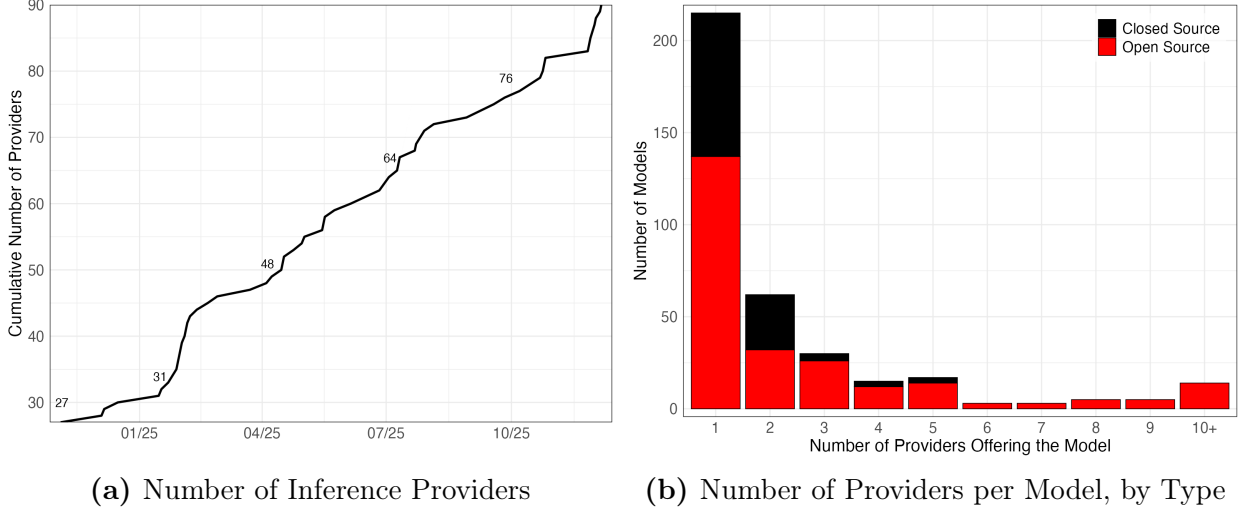 Cumulative Number of Providers
90
80
70
60
50
40
30
27
31
48
64
76
01/25
04/25
07/25
10/25
(a) Number of Inference Providers
Number of Models
200
150
100
50
0
Closed Source
Open Source
1 2 3 4 5 6 7 8 9 10+
Number of Providers Offering the Model
(b) Number of Providers per Model, by Type